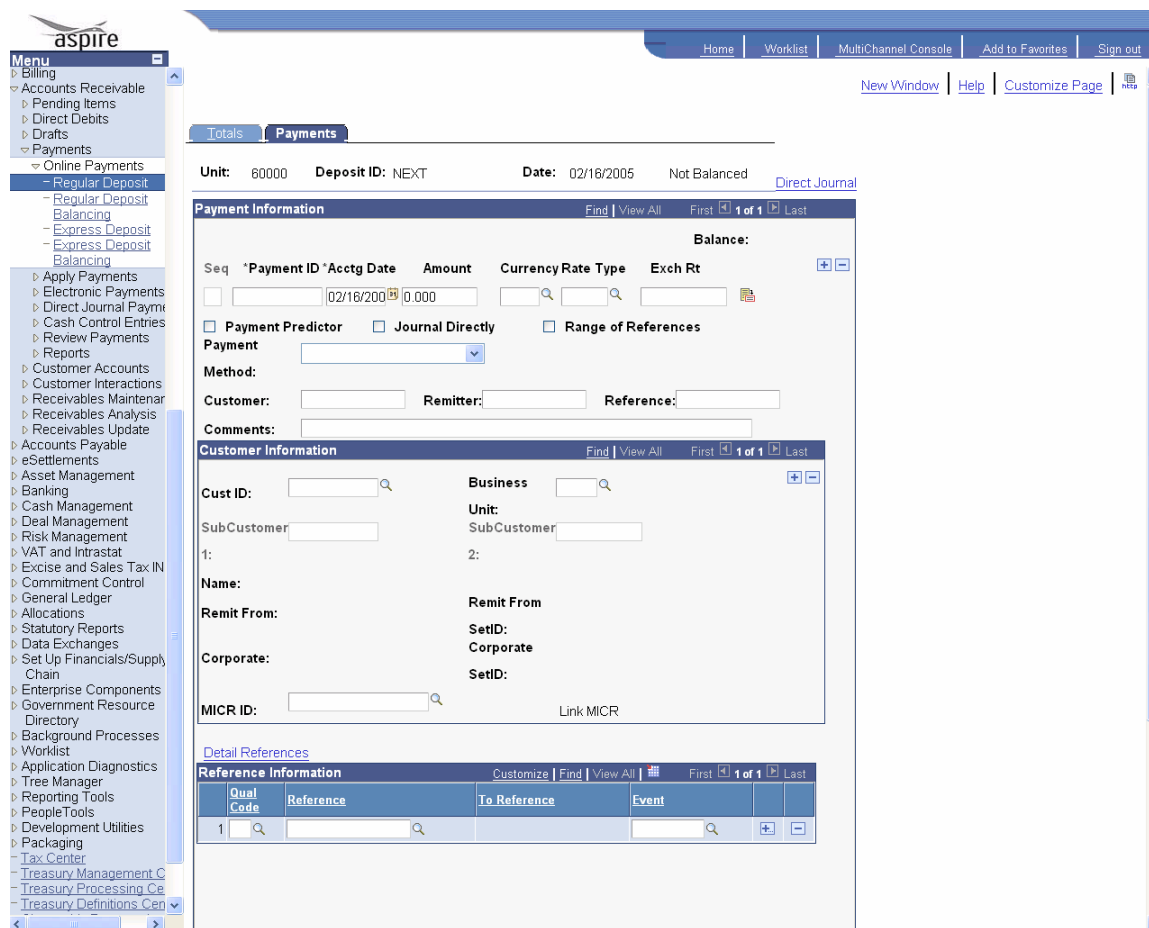 aspire
Home Worklist MultiChannel Console Add to Favorites Sign out
New Window Help Customize Page http
Menu
Billing
Accounts Receivable
Pending Items
Direct Debits
Drafts
Payments
Online Payments
Regular Deposit
Regular Deposit
Balancing
Express Deposit
Express Deposit
Balancing
Apply Payments
Electronic Payments
Direct Journal Payme
Cash Control Entries
Review Payments
Reports
Customer Accounts
Customer Interactions
Receivables Maintenar
Receivables Analysis
Receivables Update
Accounts Payable
eSettlements
Asset Management
Banking
Cash Management
Deal Management
Risk Management
VAT and Intrastat
Excise and Sales Tax IN
Commitment Control
General Ledger
Allocations
Statutory Reports
Data Exchanges
Set Up Financials/Supply
Chain
Enterprise Components
Government Resource
Directory
Background Processes
Worklist
Application Diagnostics
Tree Manager
Reporting Tools
PeopleTools
Development Utilities
Packaging
Tax Center
Treasury Management C
Treasury Processing Ce
Treasury Definitions Cen
Totals Payments
Unit: 60000 Deposit ID: NEXT Date: 02/16/2005 Not Balanced Direct Journal
Payment Information Find | View All First 1 of 1 Last
Balance:
Seq *Payment ID *Acctg Date Amount Currency Rate Type Exch Rt
02/16/200 0.000
Payment Predictor Journal Directly Range of References
Payment
Method:
Customer: Remitter: Reference:
Comments:
Customer Information Find | View All First 1 of 1 Last
Cust ID: Business
Unit:
SubCustomer SubCustomer
1: 2:
Name:
Remit From: Remit From
SetID:
Corporate: Corporate
SetID:
MICR ID: Link MICR
Detail References
Reference Information Customize | Find | View All | First 1 of 1 Last
Qual
Code Reference To Reference Event
1